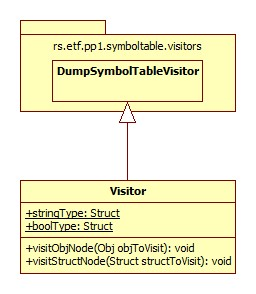 rs.etf.pp1.symboltable.visitors
DumpSymbolTableVisitor
Visitor
+stringType: Struct
+boolType: Struct
+visitObjNode(Obj objToVisit): void
+visitStructNode(Struct structToVisit): void